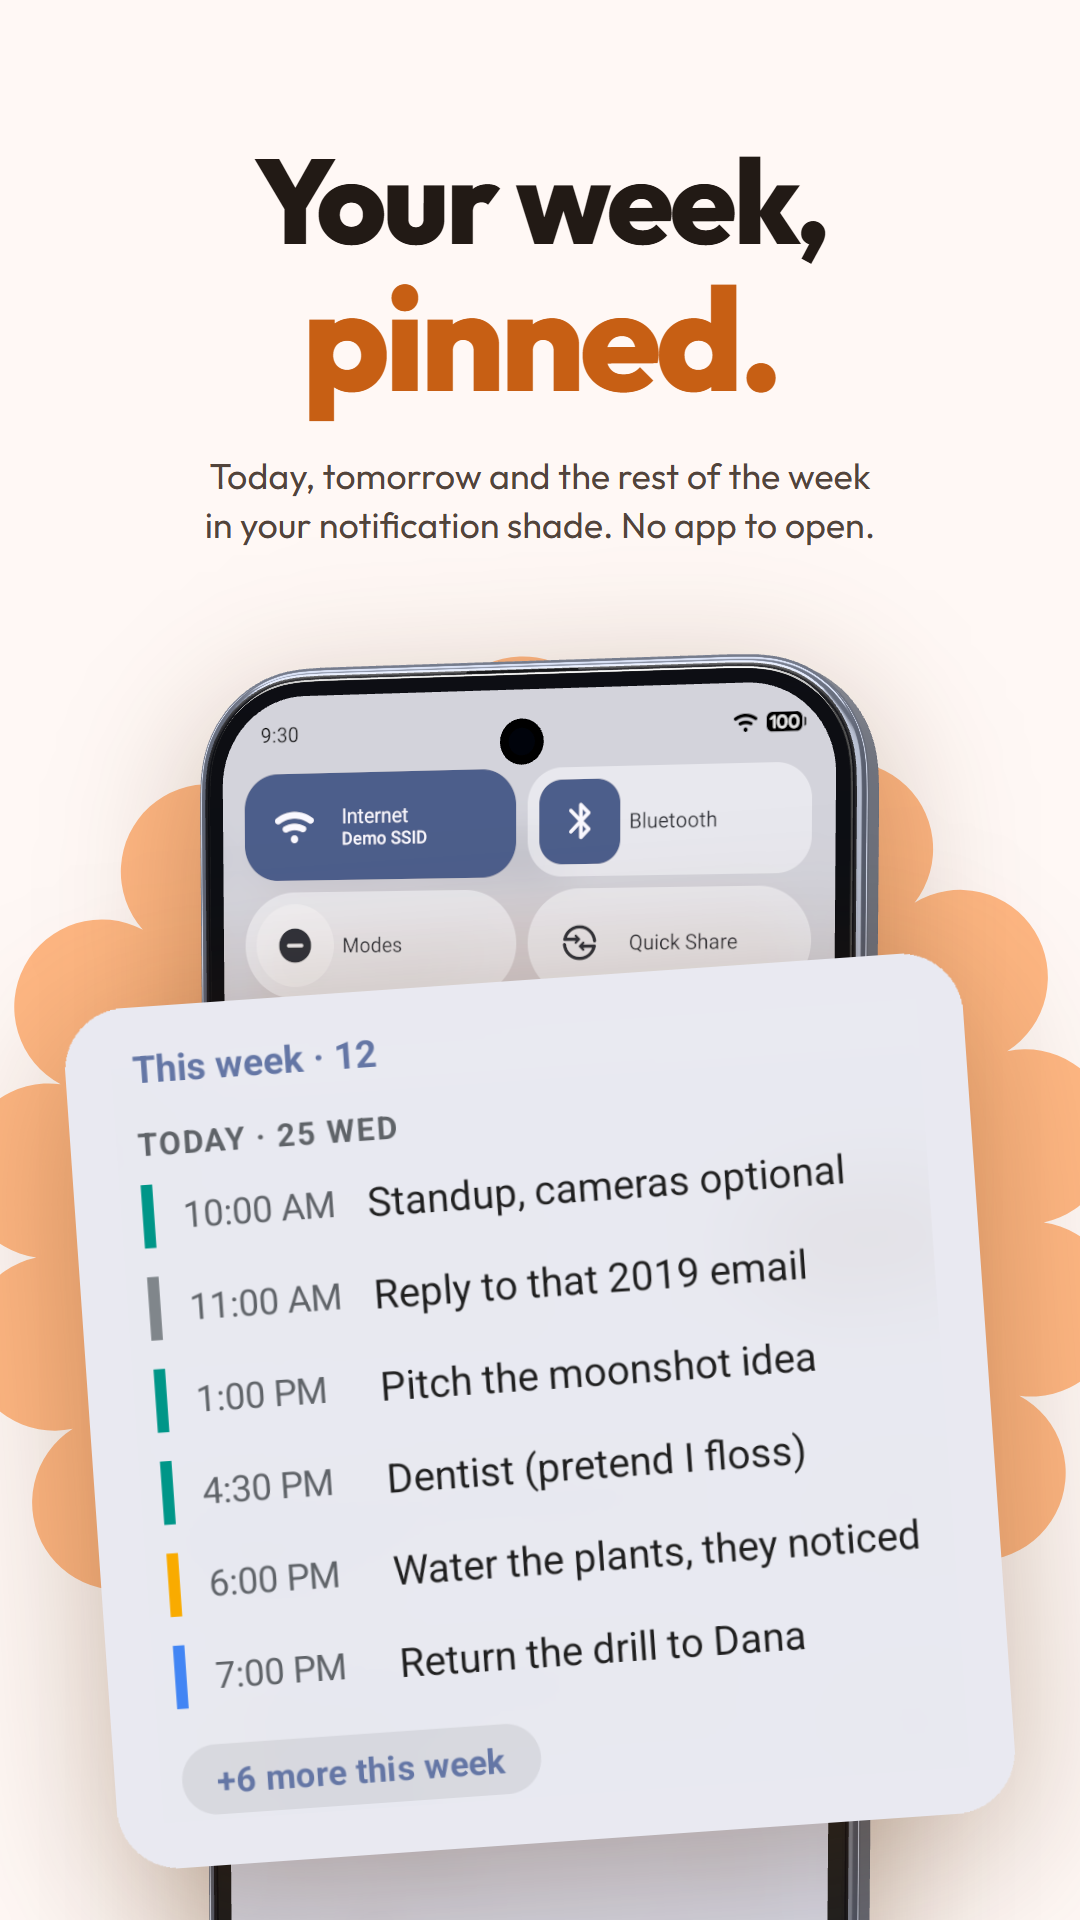 Your week,
pinned.
Today, tomorrow and the rest of the week
in your notification shade. No app to open.
9:30
100
Internet
Demo SSID
Bluetooth
Modes
Quick Share
This week · 12
TODAY · 25 WED
10:00 AM Standup, cameras optional
11:00 AM Reply to that 2019 email
1:00 PM Pitch the moonshot idea
4:30 PM Dentist (pretend I floss)
6:00 PM Water the plants, they noticed
7:00 PM Return the drill to Dana
+6 more this week